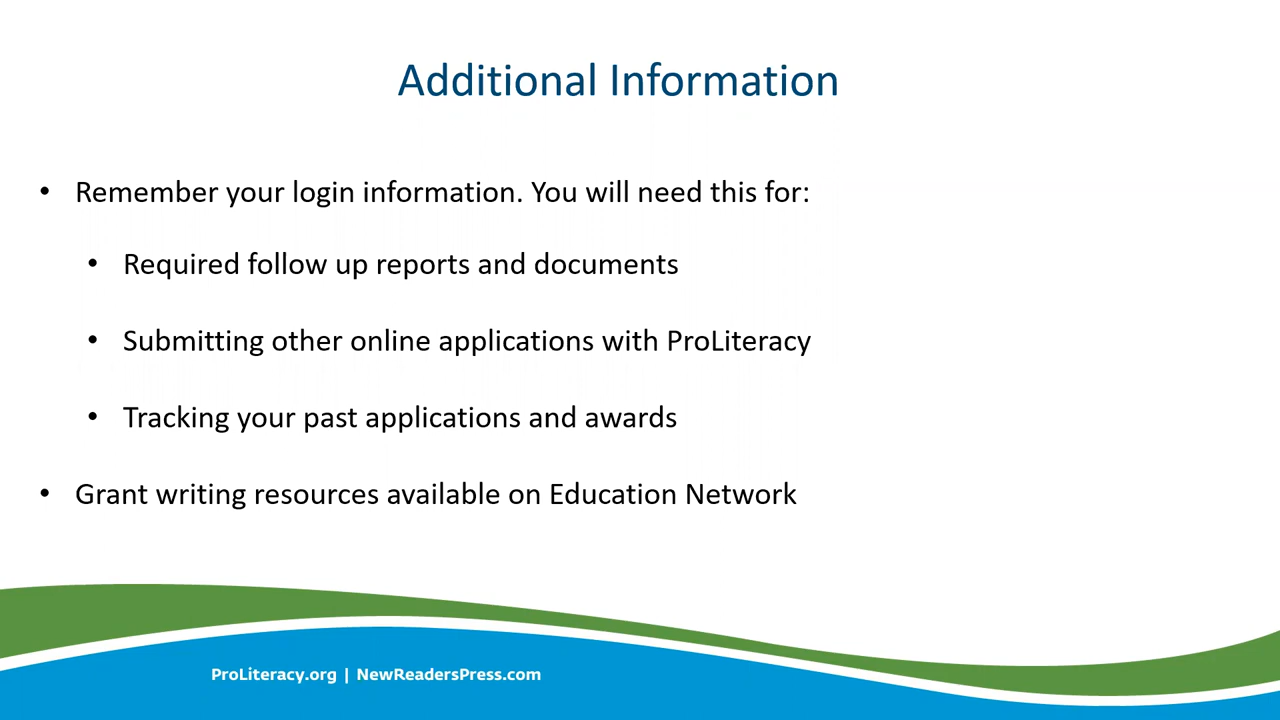 Additional Information
• Remember your login information. You will need this for:
• Required follow up reports and documents
• Submitting other online applications with ProLiteracy
• Tracking your past applications and awards
• Grant writing resources available on Education Network
ProLiteracy.org | NewReadersPress.com